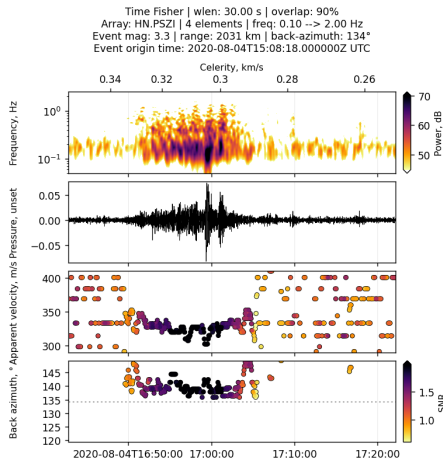 Time Fisher | wlen: 30.00 s | overlap: 90%
Array: HN.PSZI | 4 elements | freq: 0.10 --> 2.00 Hz
Event mag: 3.3 | range: 2031 km | back-azimuth: 134°
Event origin time: 2020-08-04T15:08:18.000000Z UTC
Celerity, km/s
0.34 0.32 0.3 0.28 0.26
Frequency, Hz
10⁰
10⁻¹
70
60
50
Power, dB
Pressure, unset
0.05
0.00
−0.05
Apparent velocity, m/s
400
350
300
Back azimuth, °
145
140
135
130
125
120
1.5
1.0
SNR
2020-08-04T16:50:00 17:00:00 17:10:00 17:20:00